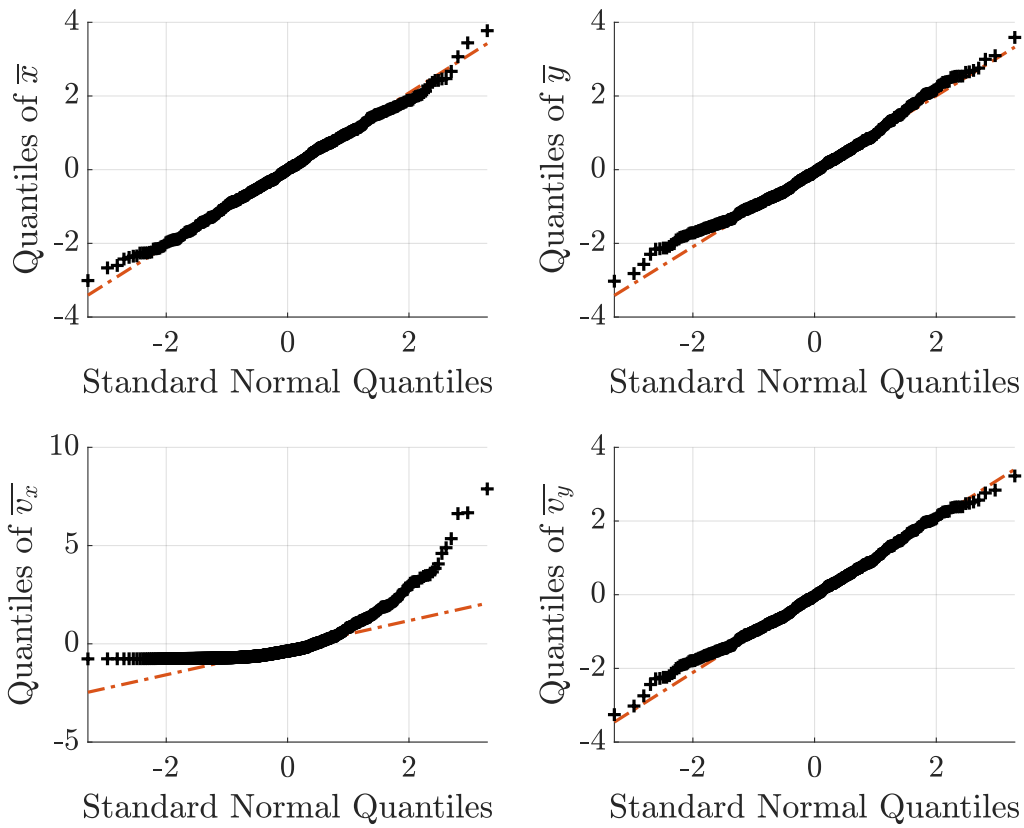 Quantiles of x̅
4
2
0
-2
-4
-2 0 2
Standard Normal Quantiles
Quantiles of y̅
4
2
0
-2
-4
-2 0 2
Standard Normal Quantiles
Quantiles of v̅ₓ̅
10
5
0
-5
-2 0 2
Standard Normal Quantiles
Quantiles of \overline{v_y}
4
2
0
-2
-4
-2 0 2
Standard Normal Quantiles